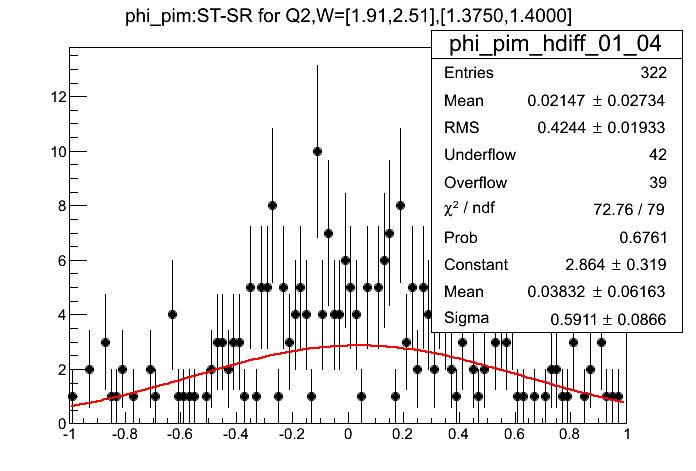 phi_pim:ST-SR for Q2,W=[1.91,2.51],[1.3750,1.4000]
phi_pim_hdiff_01_04
Entries 322
Mean 0.02147 ± 0.02734
RMS 0.4244 ± 0.01933
Underflow 42
Overflow 39
χ² / ndf 72.76 / 79
Prob 0.6761
Constant 2.864 ± 0.319
Mean 0.03832 ± 0.06163
Sigma 0.5911 ± 0.0866
12
10
8
6
4
2
0
-1 -0.8 -0.6 -0.4 -0.2 0 0.2 0.4 0.6 0.8 1